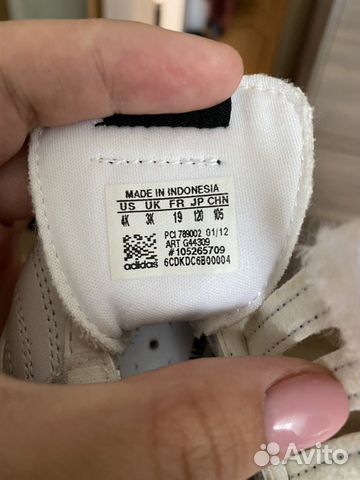 MADE IN INDONESIA
US UK FR JP CHN
4K 3K 19 120 105
PCI 789002 01/12
ART G44309
#105265709
adidas 6CDKDC6B00004
Avito